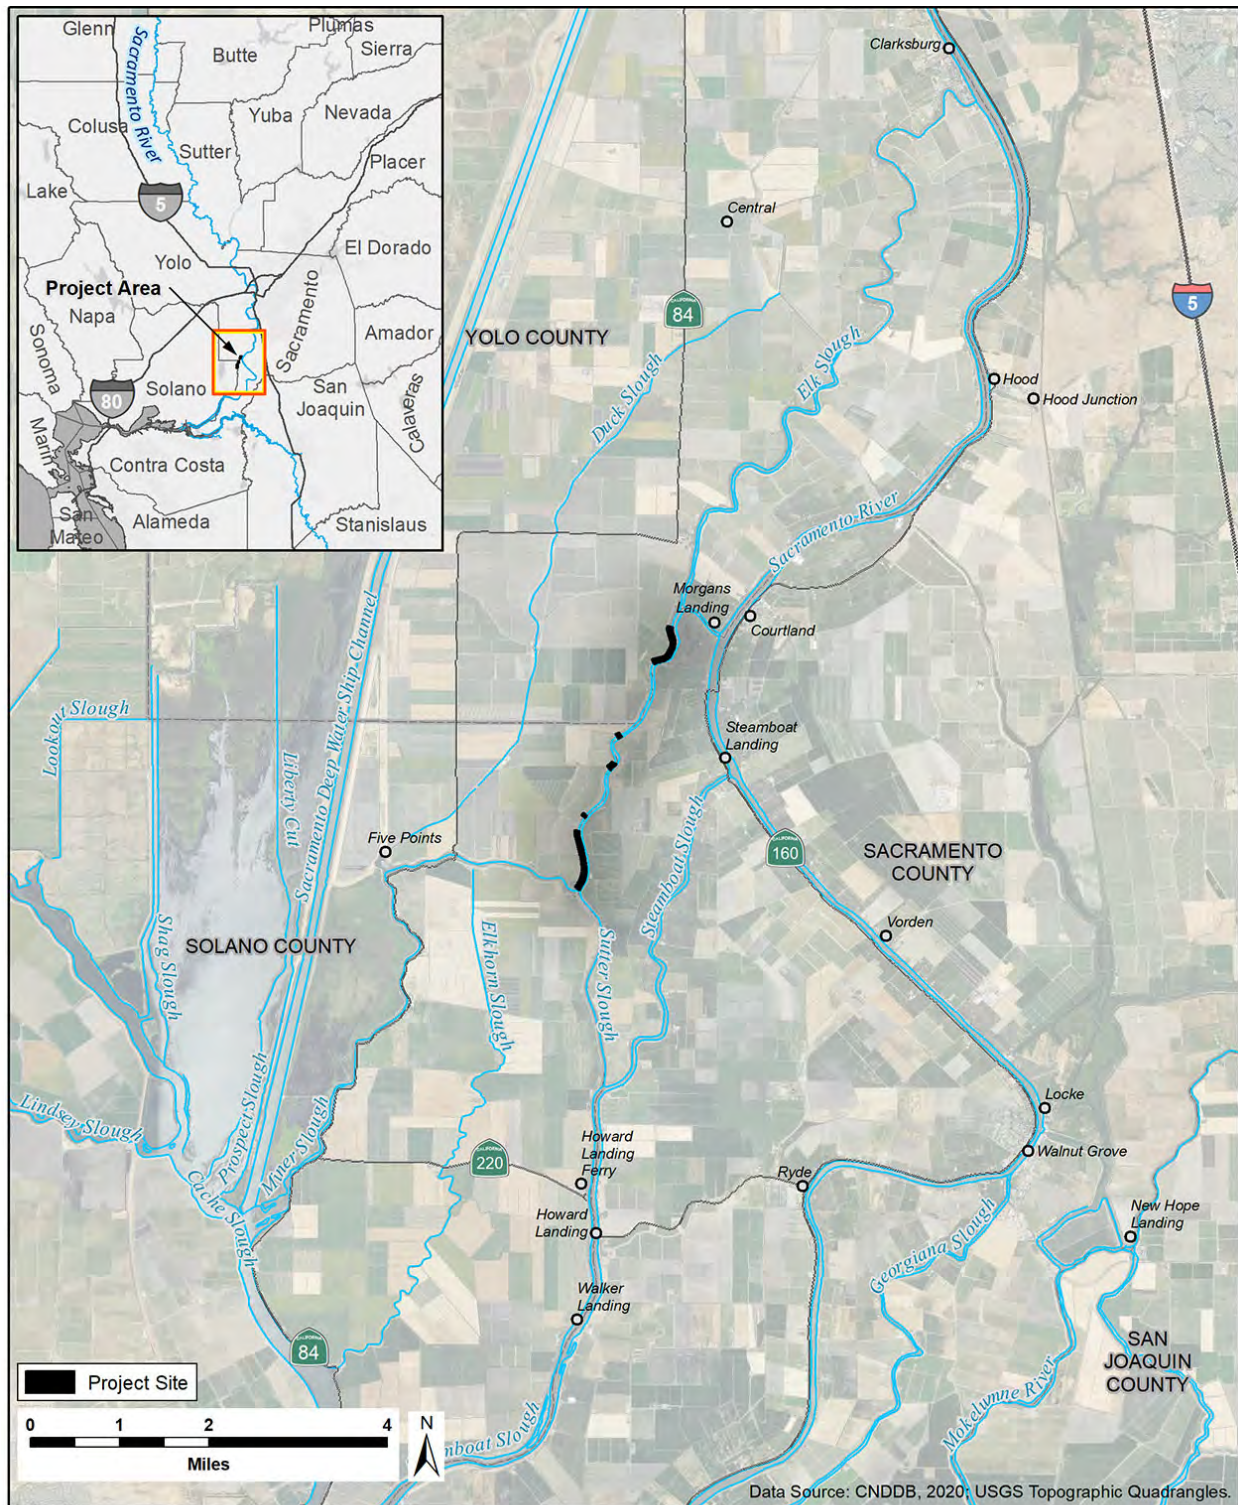 Glenn
Plumas
Butte
Sierra
Sacramento River
Colusa
Yuba
Nevada
Sutter
Placer
Lake
5
El Dorado
Yolo
Project Area
Napa
Sacramento
Sonoma
Amador
Solano
80
San
Joaquin
Calaveras
Marin
Contra Costa
San
Mateo
Alameda
Stanislaus
Clarksburg
Central
CALIFORNIA
84
5
YOLO COUNTY
Duck Slough
Elk Slough
Hood
Hood Junction
Sacramento River
Morgans
Landing
Courtland
Lookout Slough
Liberty Cut
Sacramento Deep Water Ship Channel
Steamboat
Landing
Five Points
Steamboat Slough
CALIFORNIA
160
SACRAMENTO
COUNTY
Vorden
SOLANO COUNTY
Shag Slough
Elkhorn Slough
Sutter Slough
Lindsey Slough
Prospect Slough
Miner Slough
Cache Slough
CALIFORNIA
220
Howard
Landing
Ferry
Howard
Landing
Ryde
Locke
Walnut Grove
New Hope
Landing
Georgiana Slough
Walker
Landing
CALIFORNIA
84
SAN
JOAQUIN
COUNTY
Mokelumne River
mboat Slough
Project Site
0 1 2 4
Miles
N
Data Source: CNDDB, 2020; USGS Topographic Quadrangles.